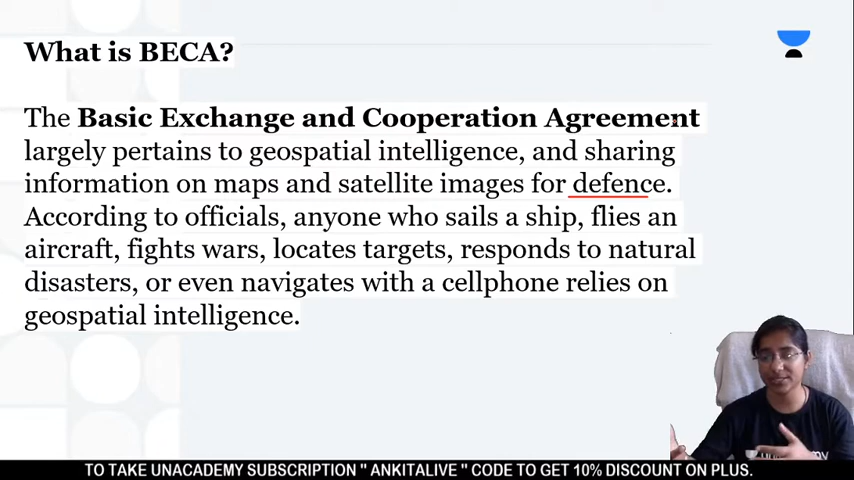 What is BECA?
The Basic Exchange and Cooperation Agreement
largely pertains to geospatial intelligence, and sharing
information on maps and satellite images for defence.
According to officials, anyone who sails a ship, flies an
aircraft, fights wars, locates targets, responds to natural
disasters, or even navigates with a cellphone relies on
geospatial intelligence.
TO TAKE UNACADEMY SUBSCRIPTION " ANKITALIVE " CODE TO GET 10% DISCOUNT ON PLUS.